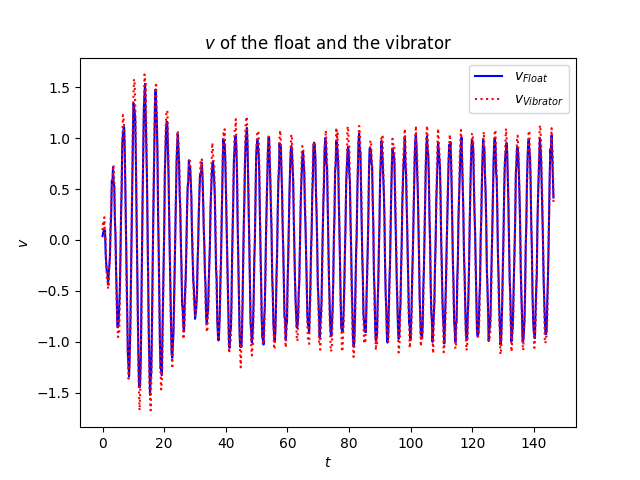 v of the float and the vibrator
v_Float
v_Vibrator
1.5
1.0
0.5
0.0
−0.5
−1.0
−1.5
v
0 20 40 60 80 100 120 140
t